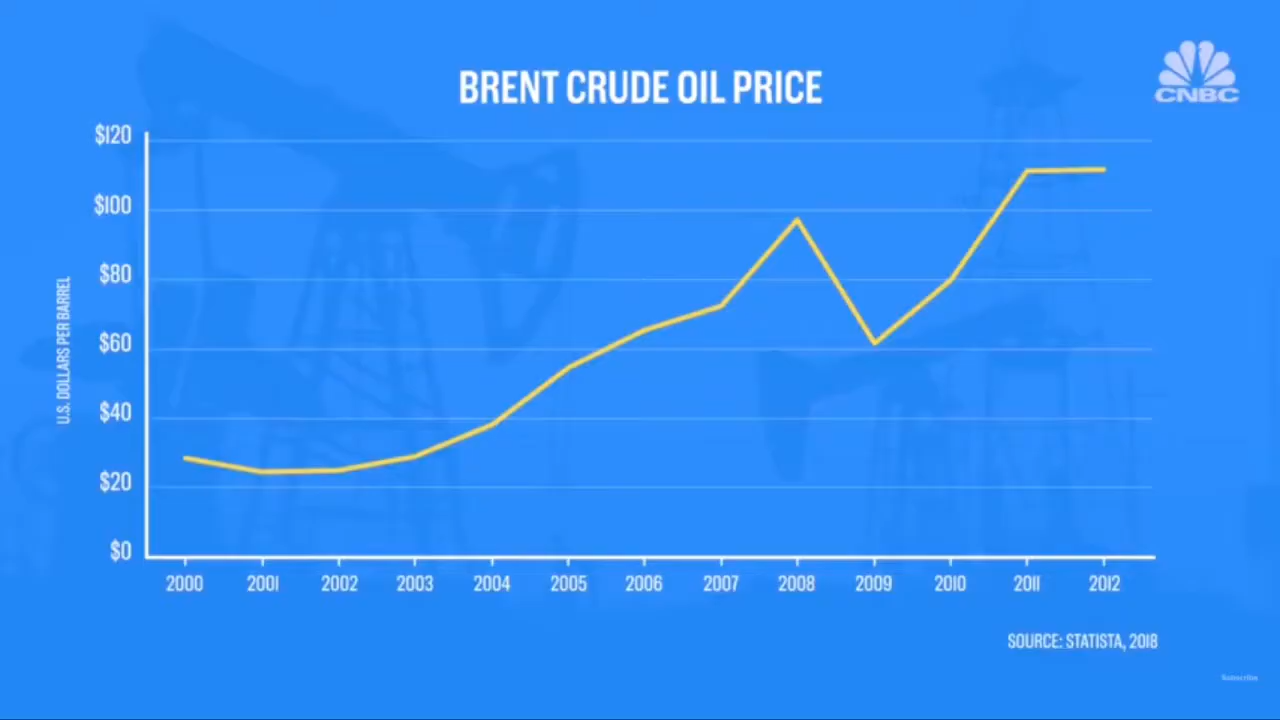 CNBC
BRENT CRUDE OIL PRICE
U.S. DOLLARS PER BARREL
$120
$100
$80
$60
$40
$20
$0
2000 2001 2002 2003 2004 2005 2006 2007 2008 2009 2010 2011 2012
SOURCE: STATISTA, 2018
Subscribe